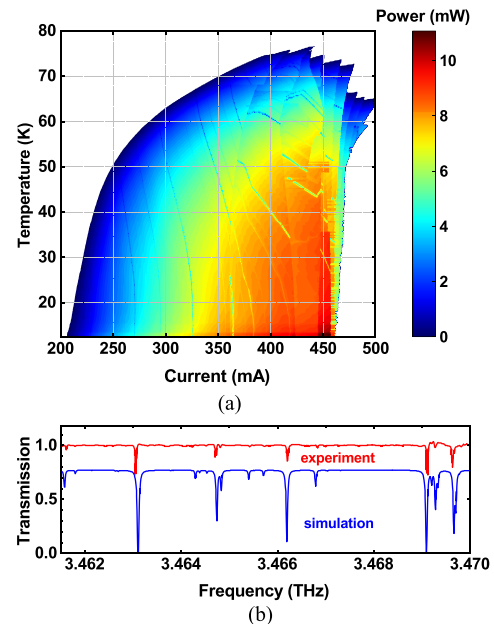 Power (mW)
80
70
60
50
40
30
20
Temperature (K)
200 250 300 350 400 450 500
Current (mA)
10
8
6
4
2
0
(a)
1.0
0.5
0.0
Transmission
experiment
simulation
3.462 3.464 3.466 3.468 3.470
Frequency (THz)
(b)